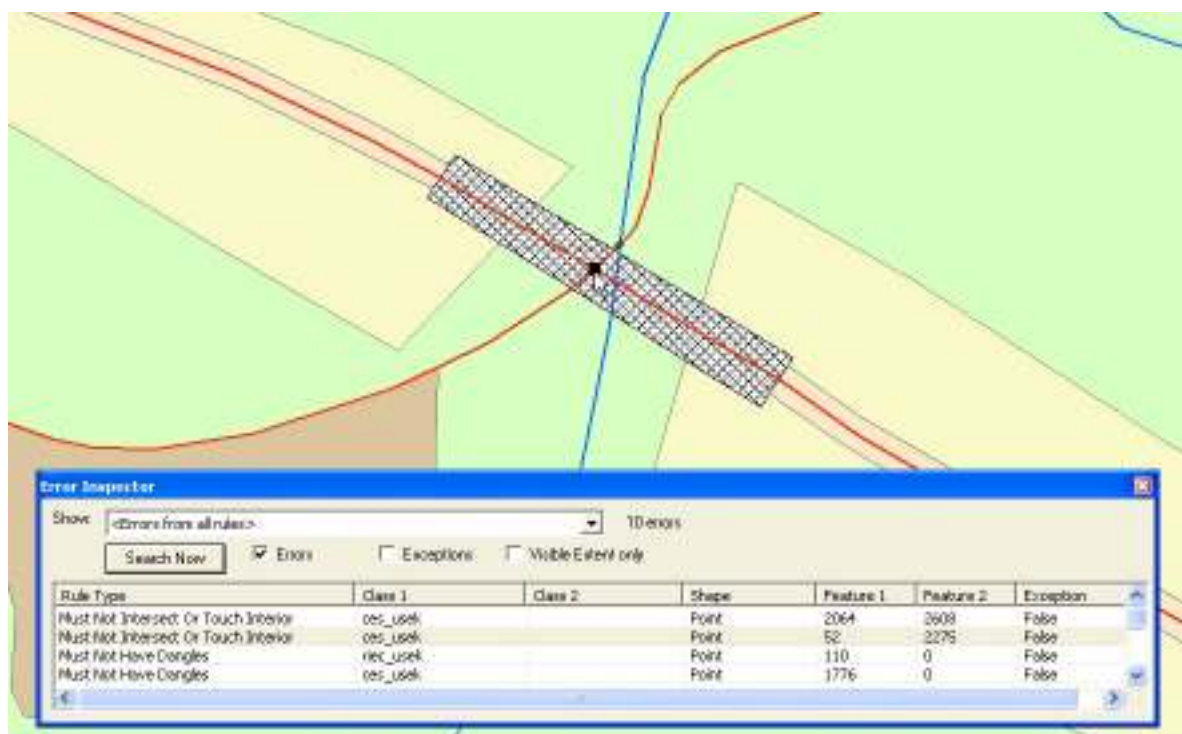 Error Inspector
Show: <Errors from all rules> 10 errors
Search Now Errors Exceptions Visible Extent only
Rule Type Class 1 Class 2 Shape Feature 1 Feature 2 Exception
Must Not Intersect Or Touch Interior ces_usek Point 2064 2608 False
Must Not Intersect Or Touch Interior ces_usek Point 52 2275 False
Must Not Have Dangles riec_usek Point 110 0 False
Must Not Have Dangles ces_usek Point 1776 0 False